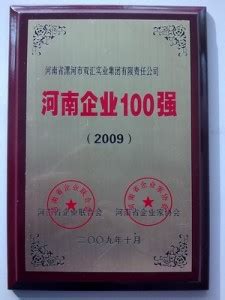 河南省漯河市双汇实业集团有限责任公司
河南企业100强
(2009)
河南省企业联合会 河南省企业家协会
二〇〇九年十月